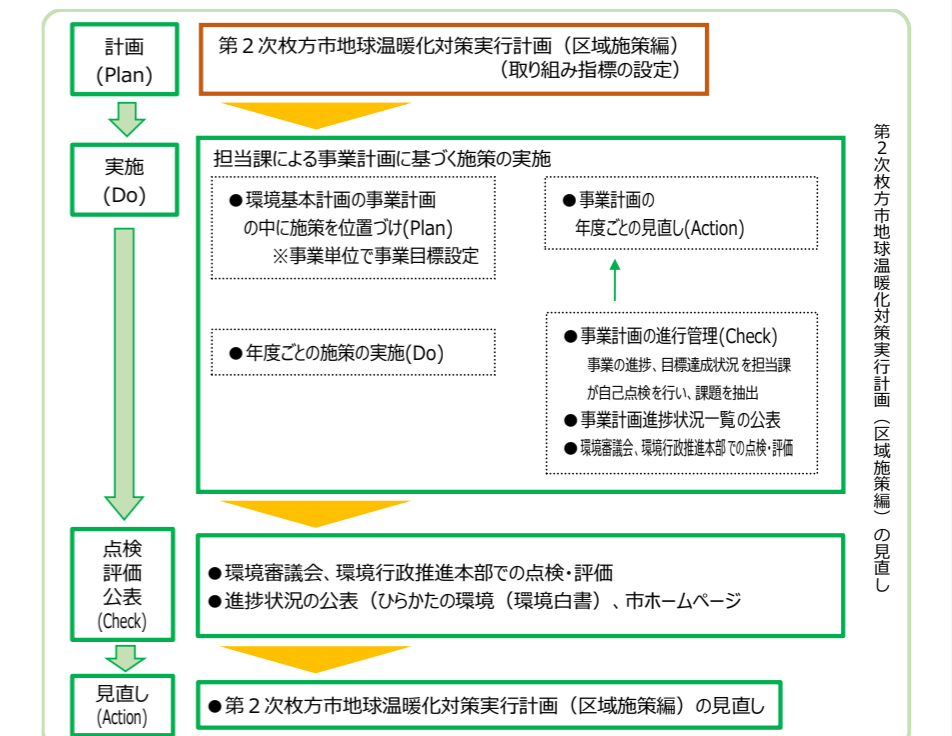 計画
(Plan)
第２次枚方市地球温暖化対策実行計画（区域施策編）
（取り組み指標の設定）
実施
(Do)
担当課による事業計画に基づく施策の実施
●環境基本計画の事業計画
の中に施策を位置づけ(Plan)
※事業単位で事業目標設定
●事業計画の
年度ごとの見直し(Action)
●年度ごとの施策の実施(Do)
●事業計画の進行管理(Check)
事業の進捗、目標達成状況を担当課
が自己点検を行い、課題を抽出
●事業計画進捗状況一覧の公表
●環境審議会、環境行政推進本部での点検・評価
点検
評価
公表
(Check)
●環境審議会、環境行政推進本部での点検・評価
●進捗状況の公表（ひらかたの環境（環境白書）、市ホームページ
見直し
(Action)
●第２次枚方市地球温暖化対策実行計画（区域施策編）の見直し
第２次枚方市地球温暖化対策実行計画（区域施策編）の見直し